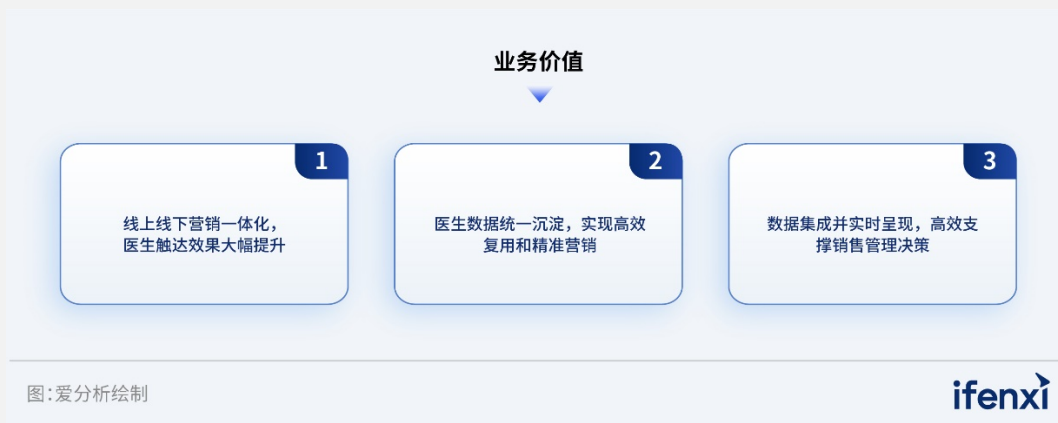 业务价值
1
线上线下营销一体化，
医生触达效果大幅提升
2
医生数据统一沉淀，实现高效
复用和精准营销
3
数据集成并实时呈现，高效支
撑销售管理决策
图：爱分析绘制
ifenxi